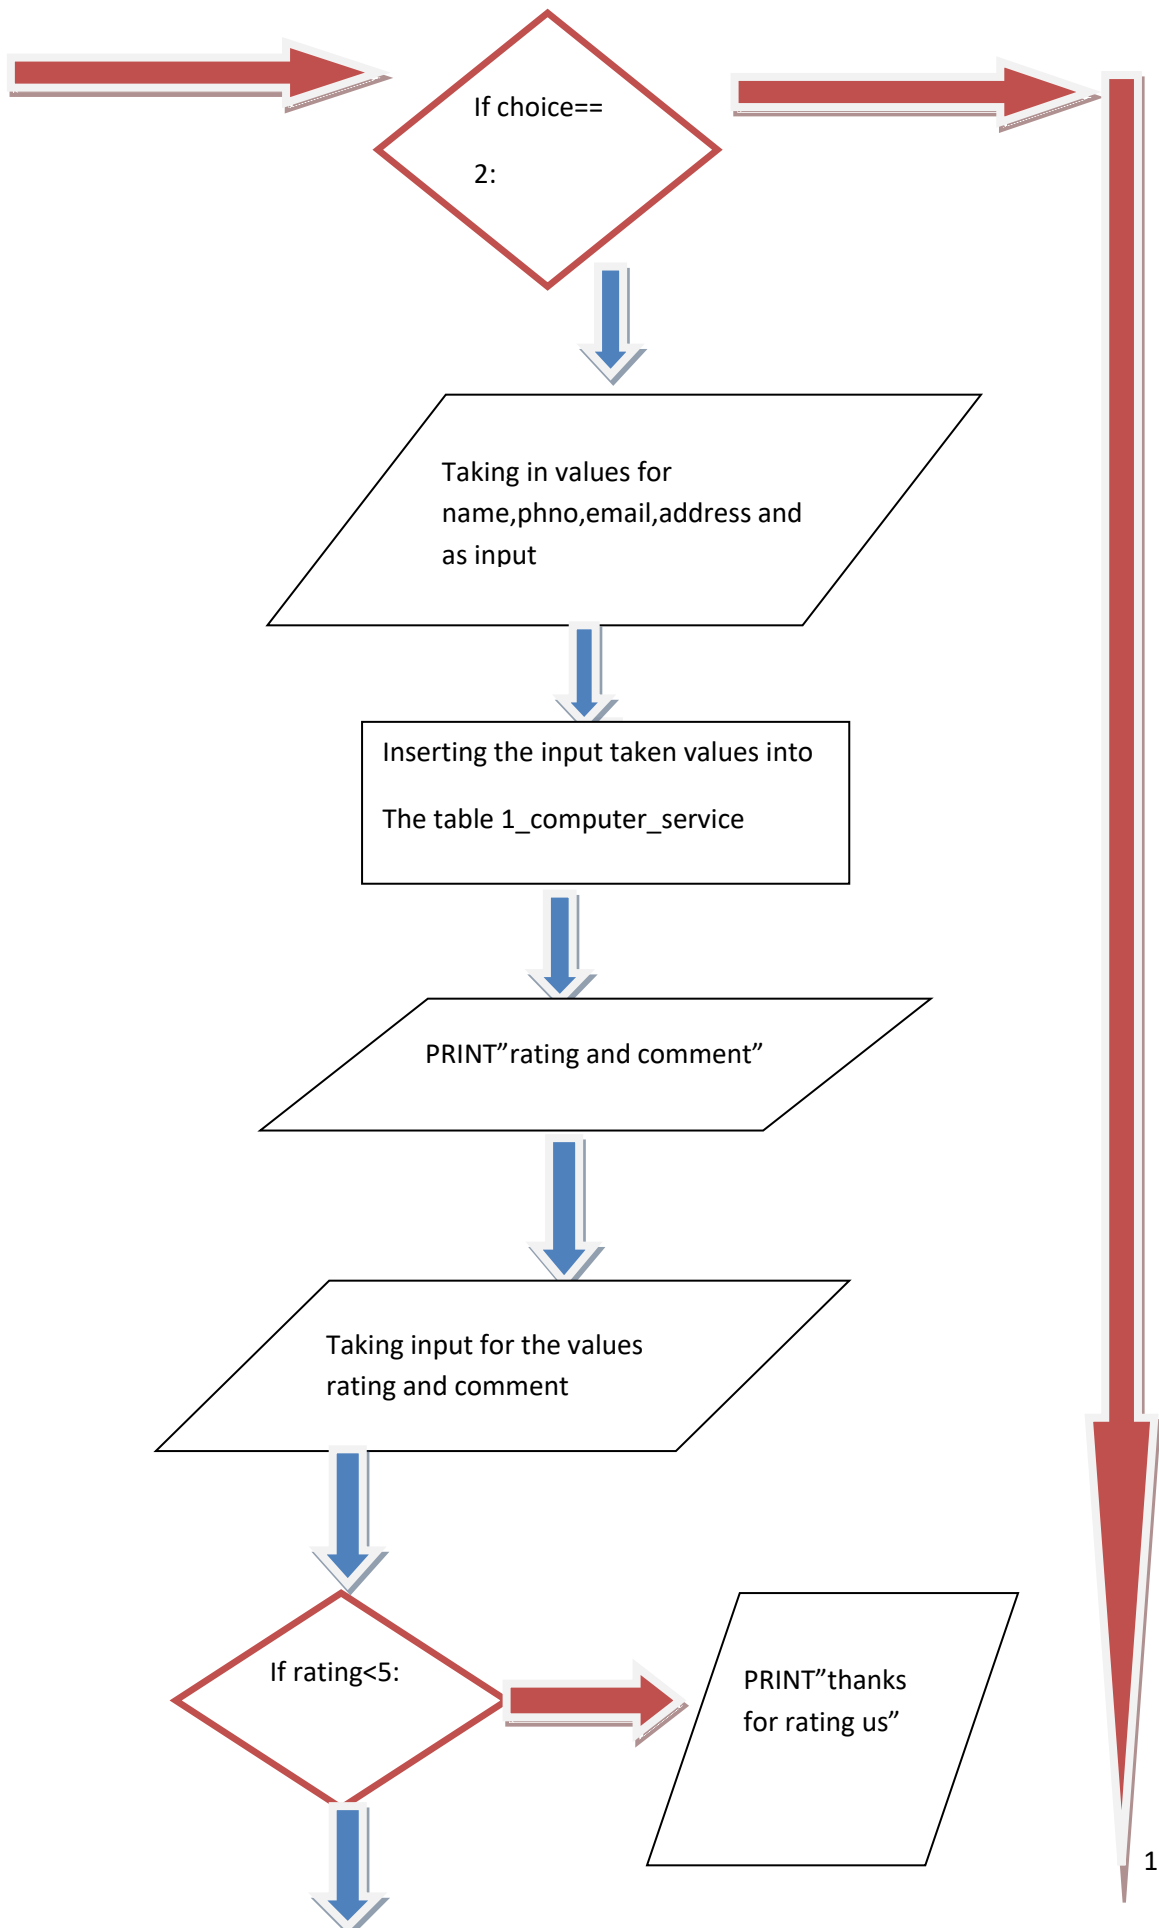 If choice==
2:
Taking in values for
name,phno,email,address and
as input
Inserting the input taken values into
The table 1_computer_service
PRINT”rating and comment”
Taking input for the values
rating and comment
If rating<5:
PRINT”thanks
for rating us”
1